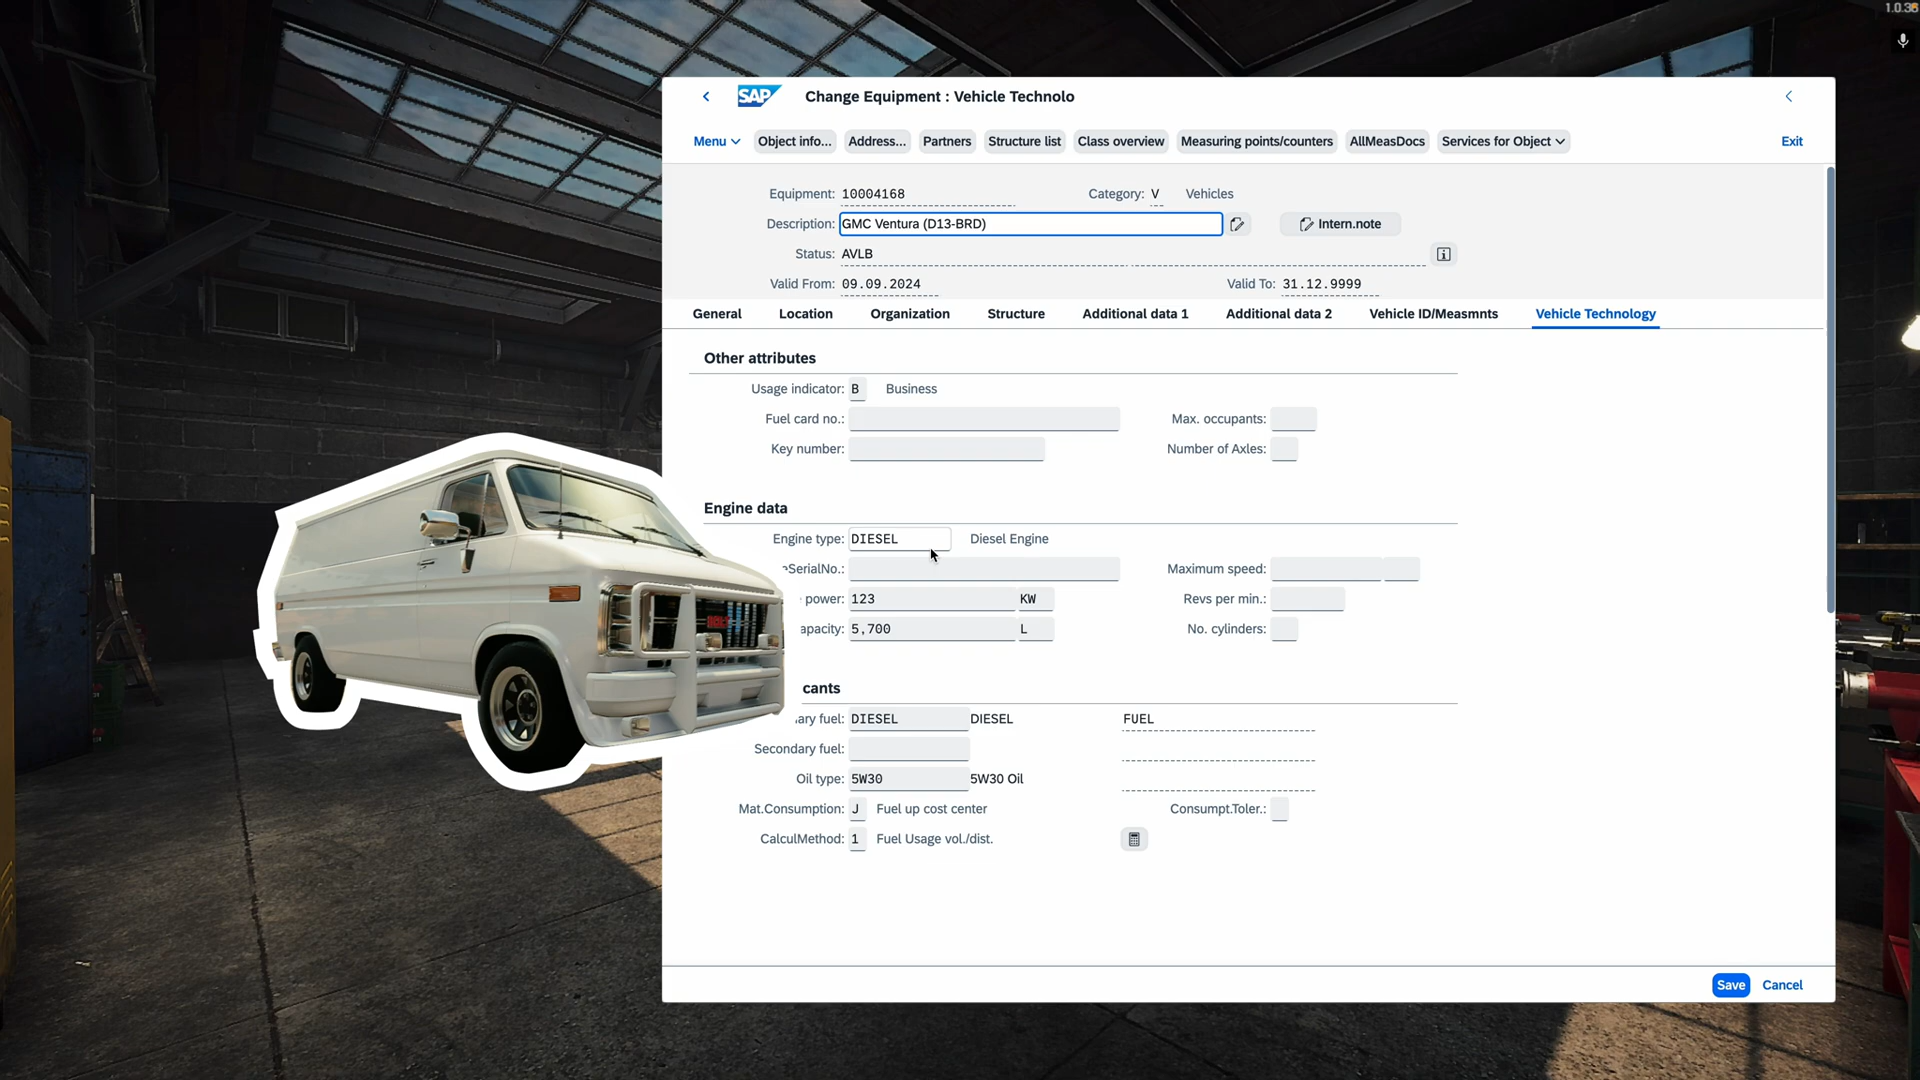 1.0.36
SAP Change Equipment : Vehicle Technolo
Menu Object info... Address... Partners Structure list Class overview Measuring points/counters AllMeasDocs Services for Object Exit
Equipment: 10004168 Category: V Vehicles
Description: GMC Ventura (D13-BRD) Intern.note
Status: AVLB
Valid From: 09.09.2024 Valid To: 31.12.9999
General Location Organization Structure Additional data 1 Additional data 2 Vehicle ID/Measmnts Vehicle Technology
Other attributes
Usage indicator: B Business
Fuel card no.: Max. occupants:
Key number: Number of Axles:
Engine data
Engine type: DIESEL Diesel Engine
eSerialNo.: Maximum speed:
power: 123 KW Revs per min.:
apacity: 5,700 L No. cylinders:
cants
ary fuel: DIESEL DIESEL FUEL
Secondary fuel:
Oil type: 5W30 5W30 Oil
Mat.Consumption: J Fuel up cost center Consumpt.Toler.:
CalculMethod: 1 Fuel Usage vol./dist.
Save Cancel